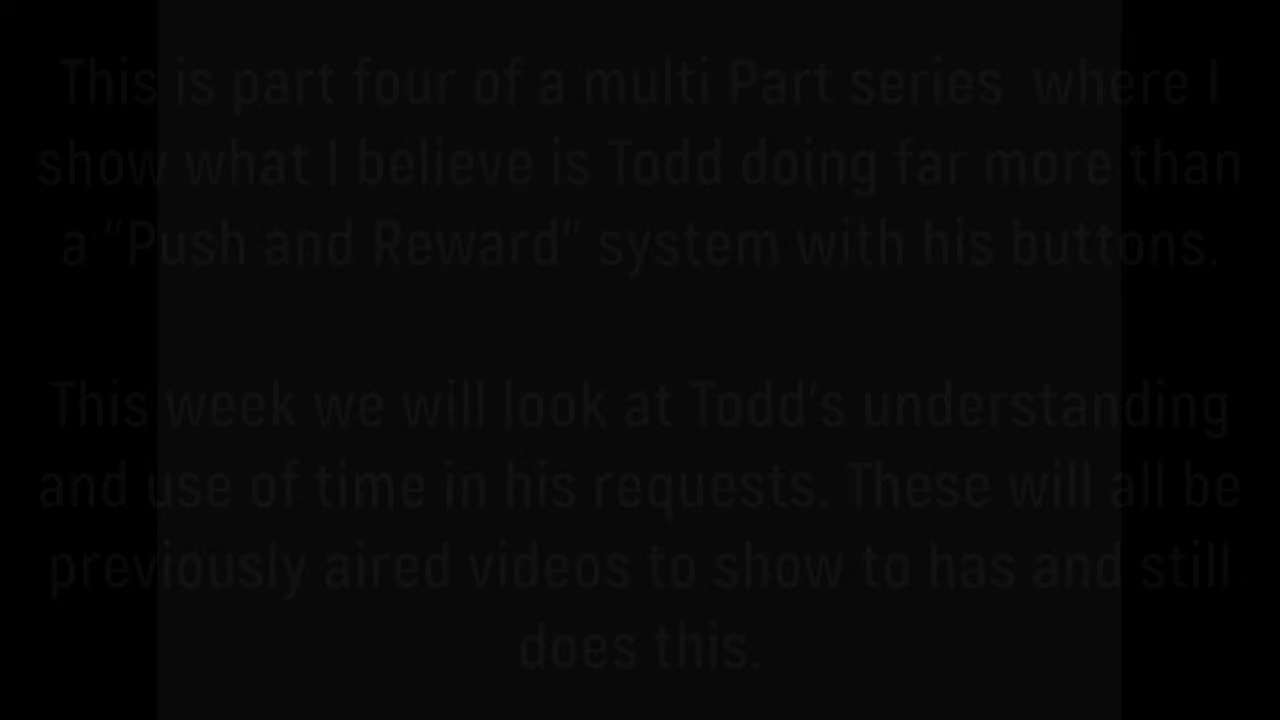 This is part four of a multi Part series where I
show what I believe is Todd doing far more than
a “Push and Reward” system with his buttons.
This week we will look at Todd’s understanding
and use of time in his requests. These will all be
previously aired videos to show to has and still
does this.